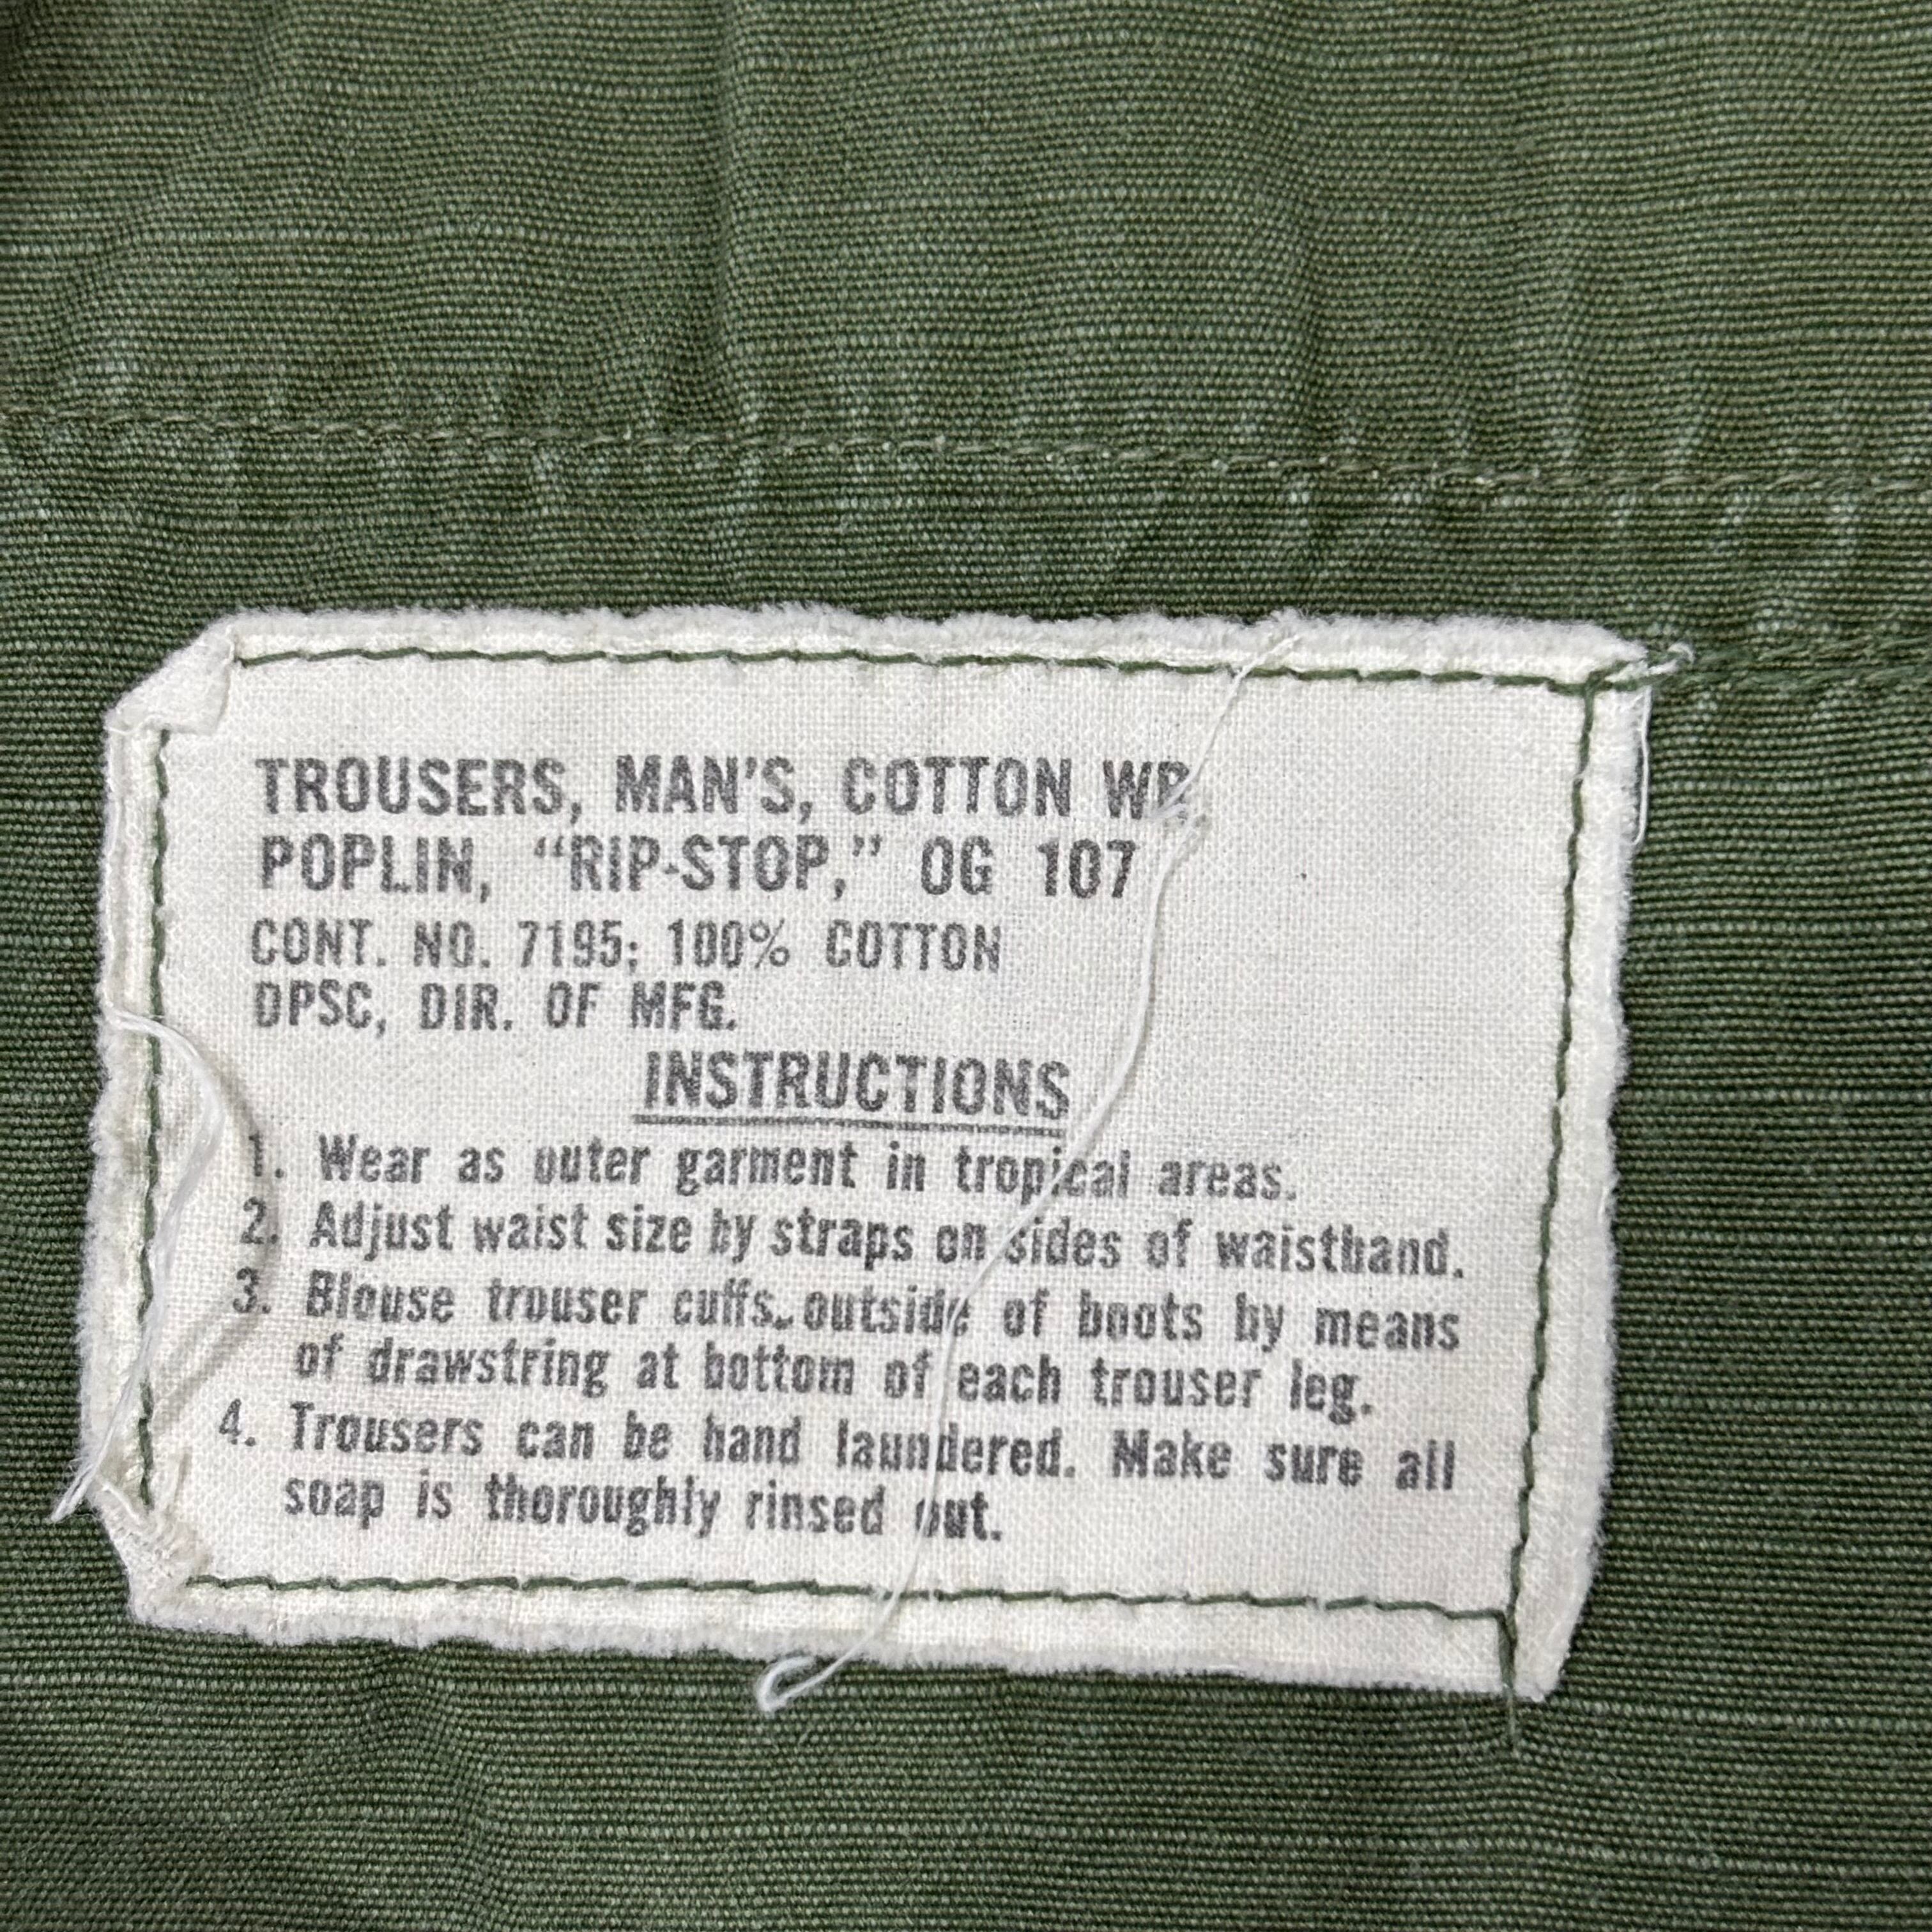 TROUSERS, MAN'S, COTTON WR
POPLIN, “RIP-STOP,” OG 107
CONT. NO. 7195; 100% COTTON
DPSC, DIR. OF MFG.
INSTRUCTIONS
1. Wear as outer garment in tropical areas.
2. Adjust waist size by straps on sides of waistband.
3. Blouse trouser cuffs outside of boots by means
of drawstring at bottom of each trouser leg.
4. Trousers can be hand laundered. Make sure all
soap is thoroughly rinsed out.